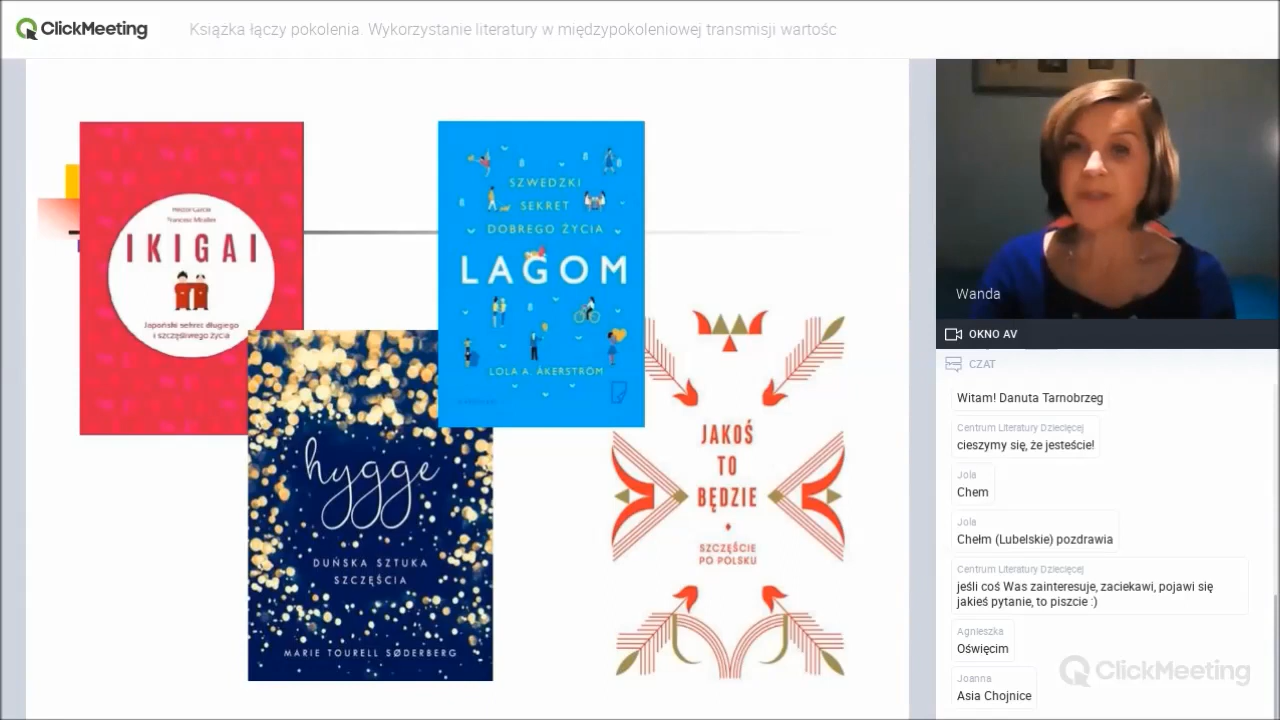 ClickMeeting
Książka łączy pokolenia. Wykorzystanie literatury w międzypokoleniowej transmisji wartośc
Francesc Miralles
IKIGAI
Japoński sekret długiego
i szczęśliwego życia
SZWEDZKI
SEKRET
DOBREGO ŻYCIA
LAGOM
LOLA A. ÅKERSTRÖM
hygge
DUŃSKA SZTUKA
SZCZĘŚCIA
MARIE TOURELL SØDERBERG
JAKOŚ
TO
BĘDZIE
SZCZĘŚCIE
PO POLSKU
Wanda
OKNO AV
CZAT
Witam! Danuta Tarnobrzeg
Centrum Literatury Dziecięcej
cieszymy się, że jesteście!
Jola
Chem
Jola
Chełm (Lubelskie) pozdrawia
Centrum Literatury Dziecięcej
jeśli coś Was zainteresuje, zaciekawi, pojawi się
jakieś pytanie, to piszcie :)
Agnieszka
Oświęcim
Joanna
Asia Chojnice
ClickMeeting